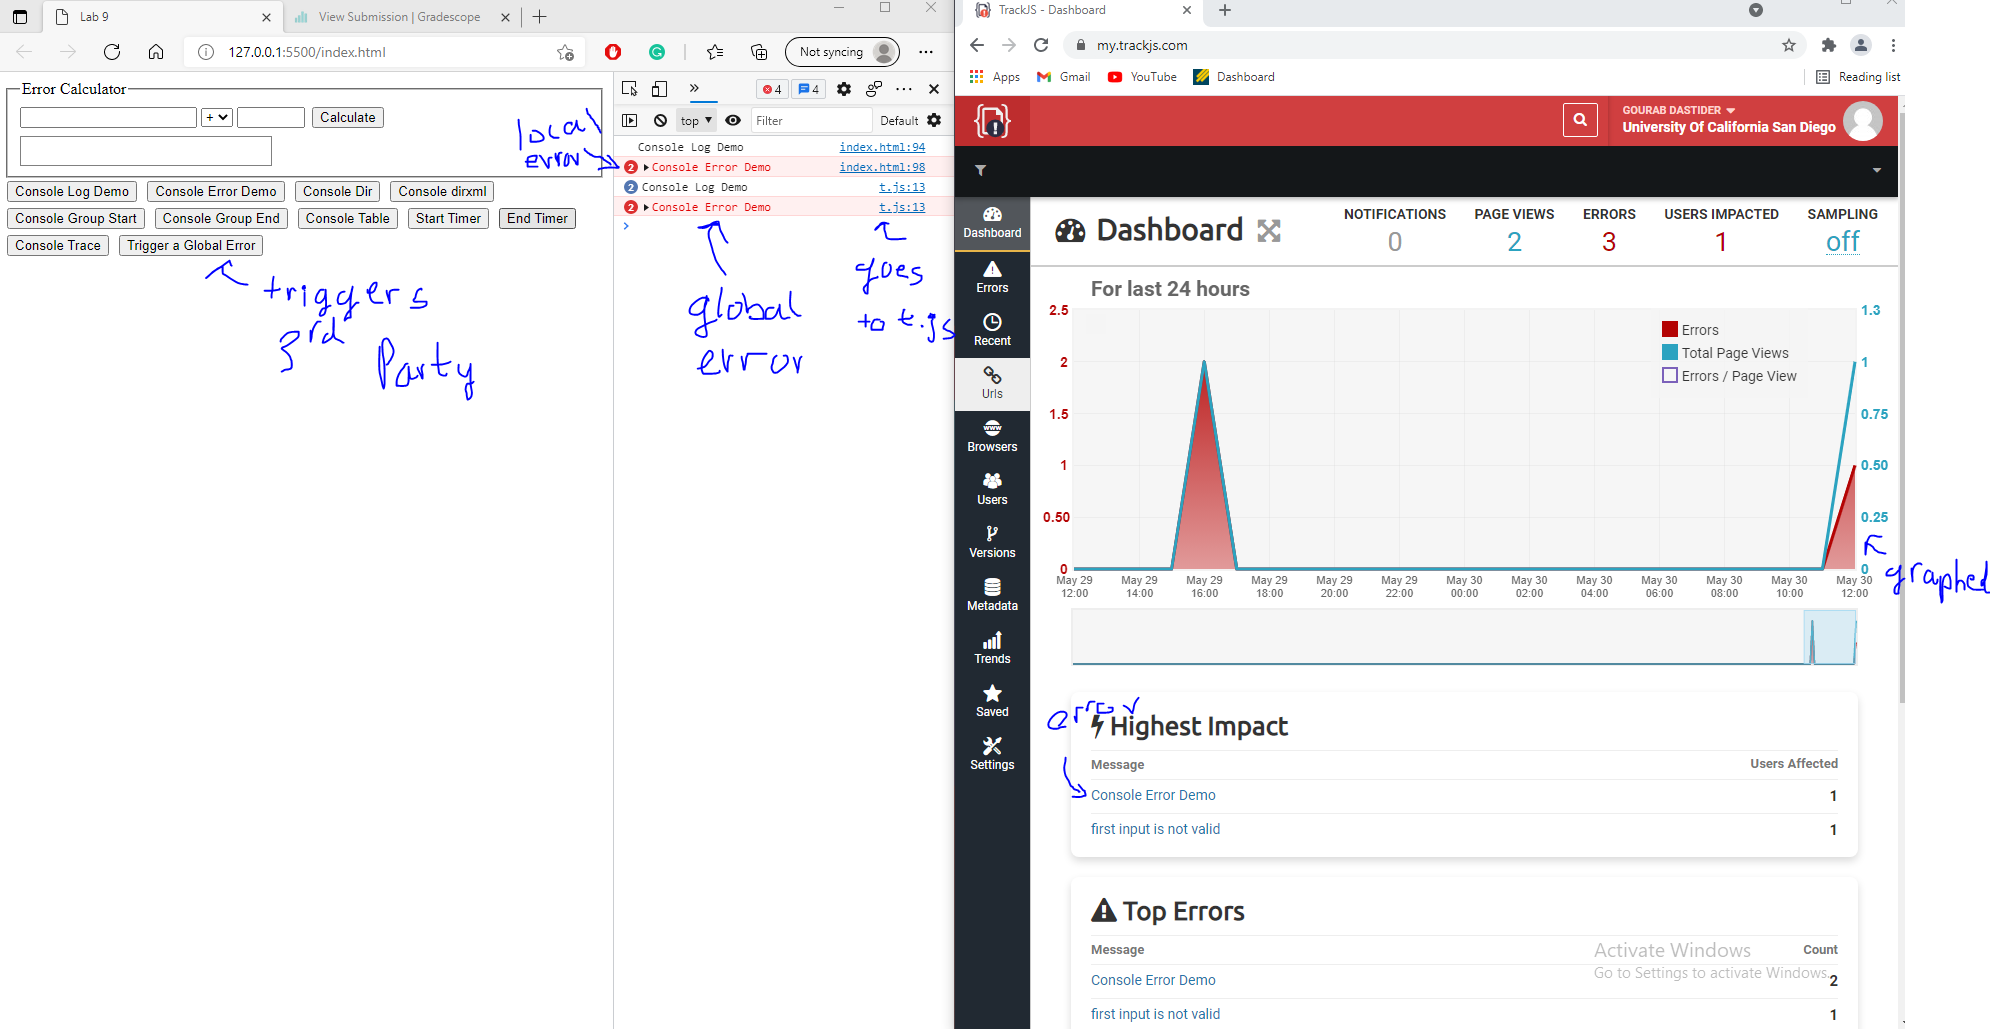 Lab 9
View Submission | Gradescope
127.0.0.1:5500/index.html
Not syncing
Error Calculator
+
Calculate
Console Log Demo
Console Error Demo
Console Dir
Console dirxml
Console Group Start
Console Group End
Console Table
Start Timer
End Timer
Console Trace
Trigger a Global Error
triggers
3rd Party
local
error
4
4
top
Filter
Default
Console Log Demo index.html:94
2 Console Error Demo index.html:98
2 Console Log Demo t.js:13
2 Console Error Demo t.js:13
global
error
goes
to t.js
TrackJS - Dashboard
my.trackjs.com
Apps
Gmail
YouTube
Dashboard
Reading list
GOURAB DASTIDER
University Of California San Diego
Dashboard
Errors
Recent
Urls
www
Browsers
Users
Versions
Metadata
Trends
Saved
Settings
Dashboard
NOTIFICATIONS
0
PAGE VIEWS
2
ERRORS
3
USERS IMPACTED
1
SAMPLING
off
For last 24 hours
2.5
2
1.5
1
0.50
0
1.3
1
0.75
0.50
0.25
0
Errors
Total Page Views
Errors / Page View
May 29 12:00
May 29 14:00
May 29 16:00
May 29 18:00
May 29 20:00
May 29 22:00
May 30 00:00
May 30 02:00
May 30 04:00
May 30 06:00
May 30 08:00
May 30 10:00
May 30 12:00
graphed
error
Highest Impact
Message Users Affected
Console Error Demo 1
first input is not valid 1
Top Errors
Message Count
Console Error Demo 2
first input is not valid 1
Activate Windows
Go to Settings to activate Windows.